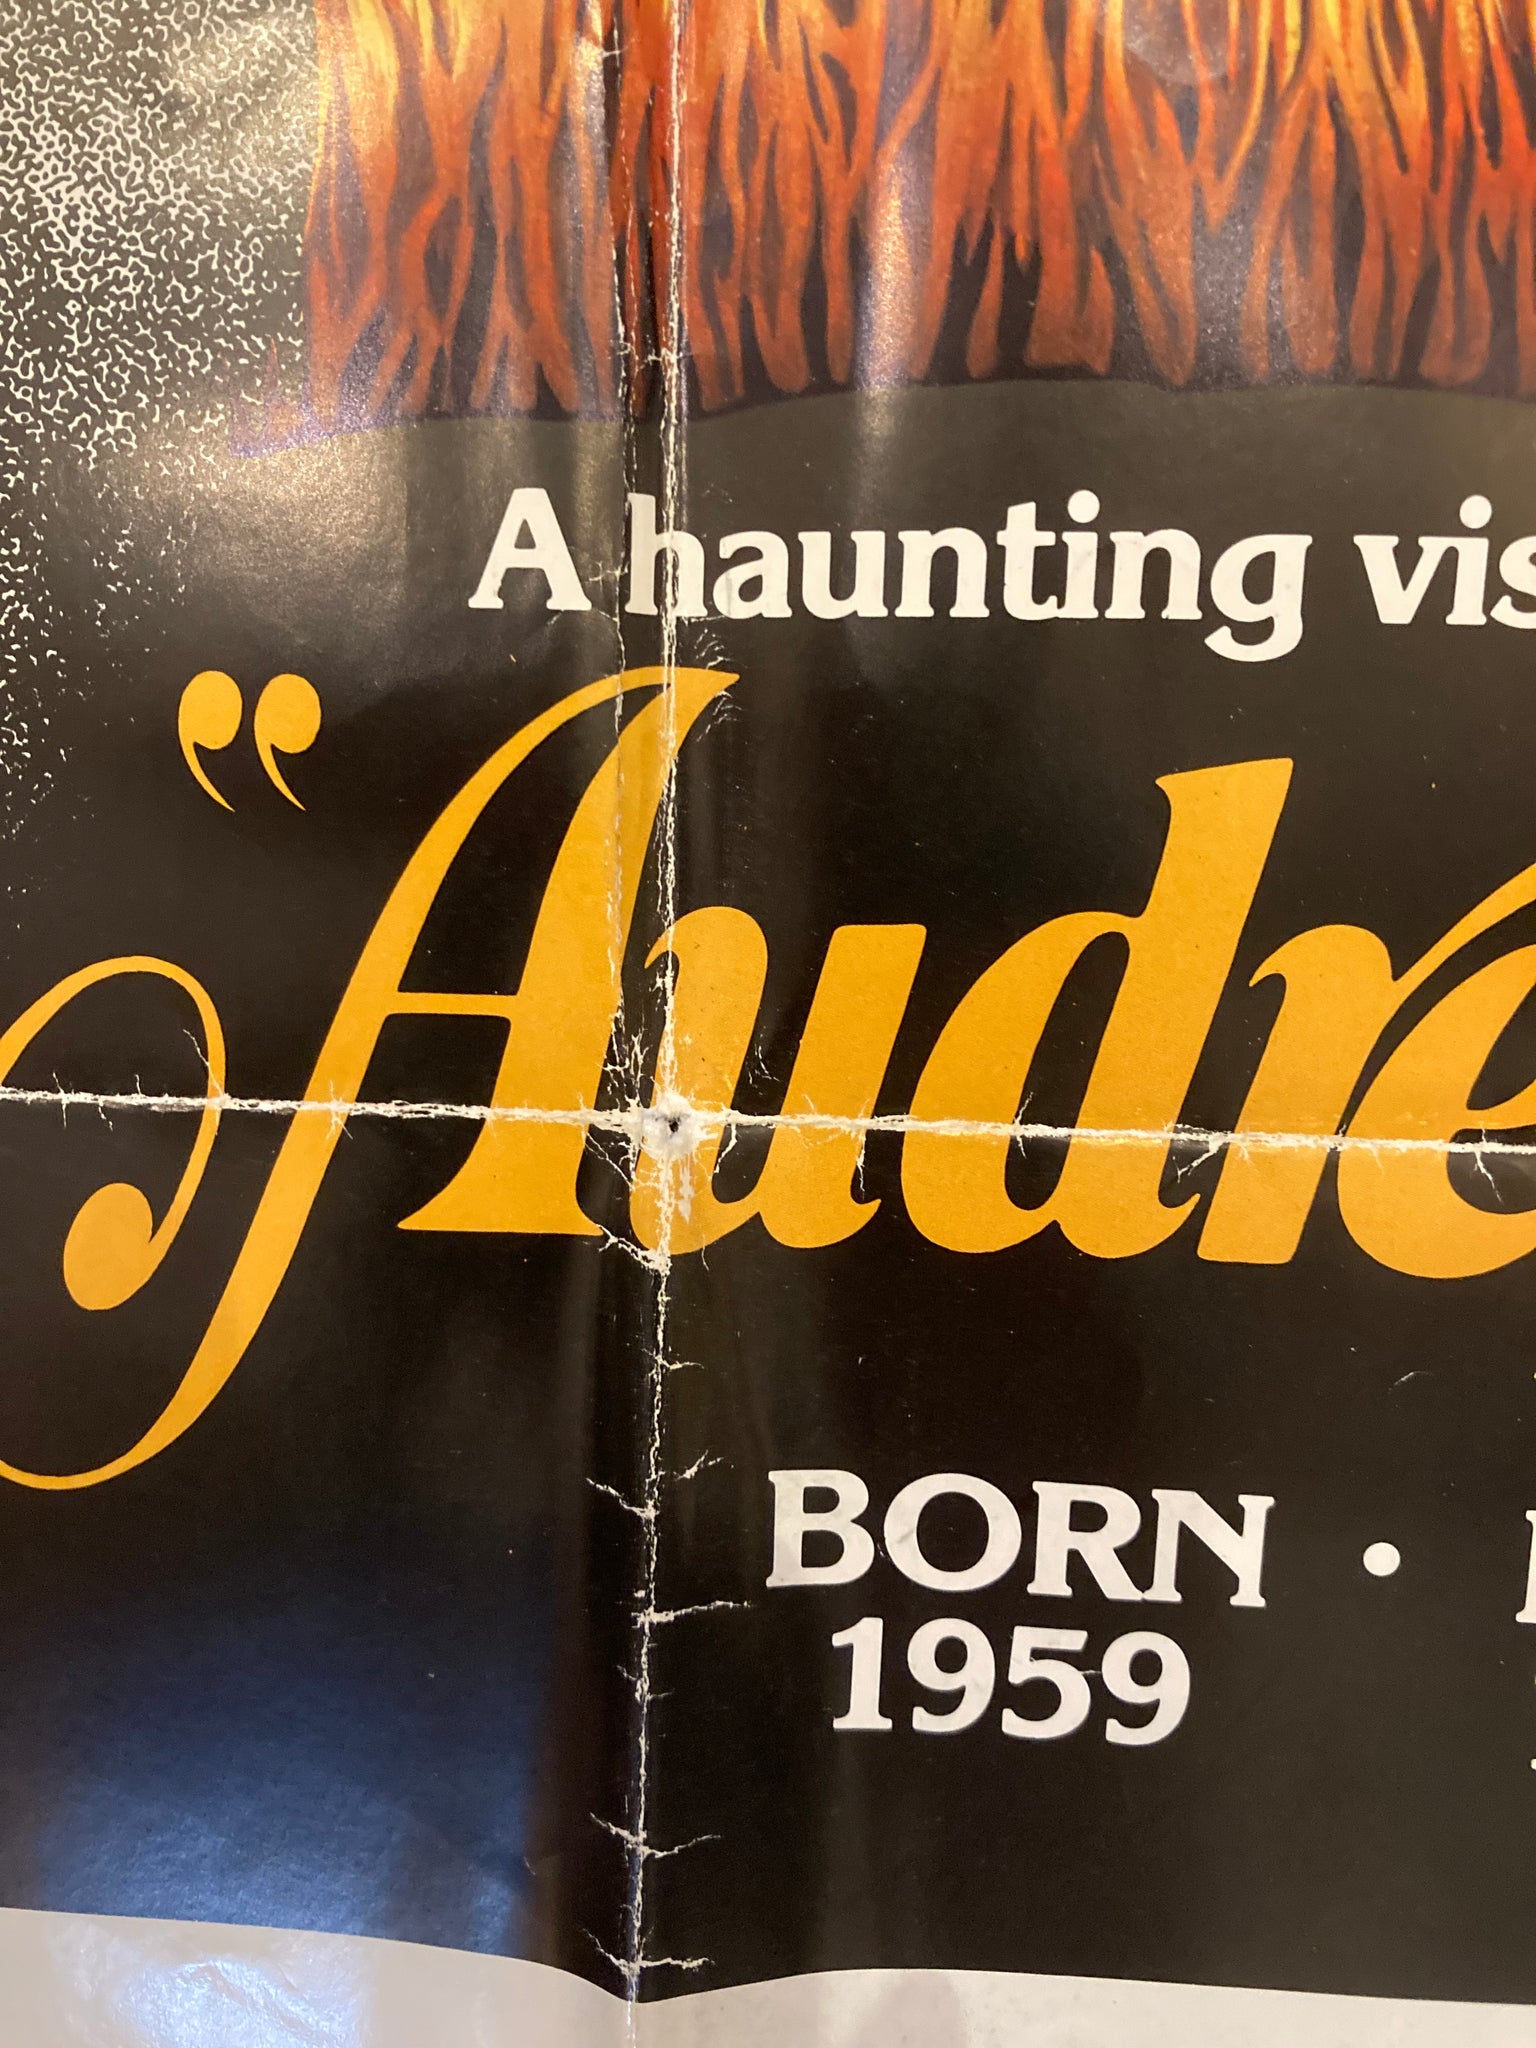 A haunting vis
"Audre
BORN •
1959